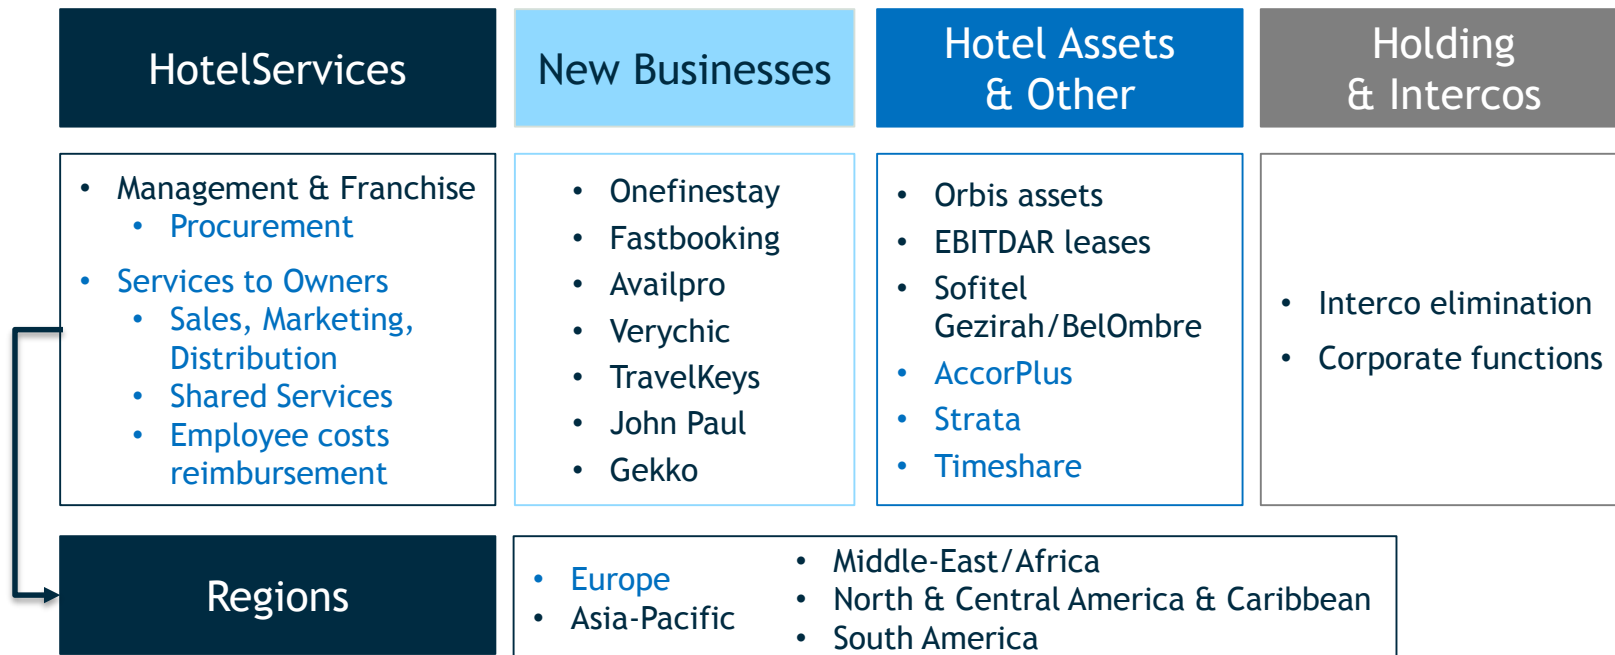 HotelServices
New Businesses
Hotel Assets
& Other
Holding
& Intercos
• Management & Franchise
• Procurement
• Services to Owners
• Sales, Marketing,
Distribution
• Shared Services
• Employee costs
reimbursement
• Onefinestay
• Fastbooking
• Availpro
• Verychic
• TravelKeys
• John Paul
• Gekko
• Orbis assets
• EBITDAR leases
• Sofitel
Gezirah/BelOmbre
• AccorPlus
• Strata
• Timeshare
• Interco elimination
• Corporate functions
Regions
• Europe
• Asia-Pacific
• Middle-East/Africa
• North & Central America & Caribbean
• South America